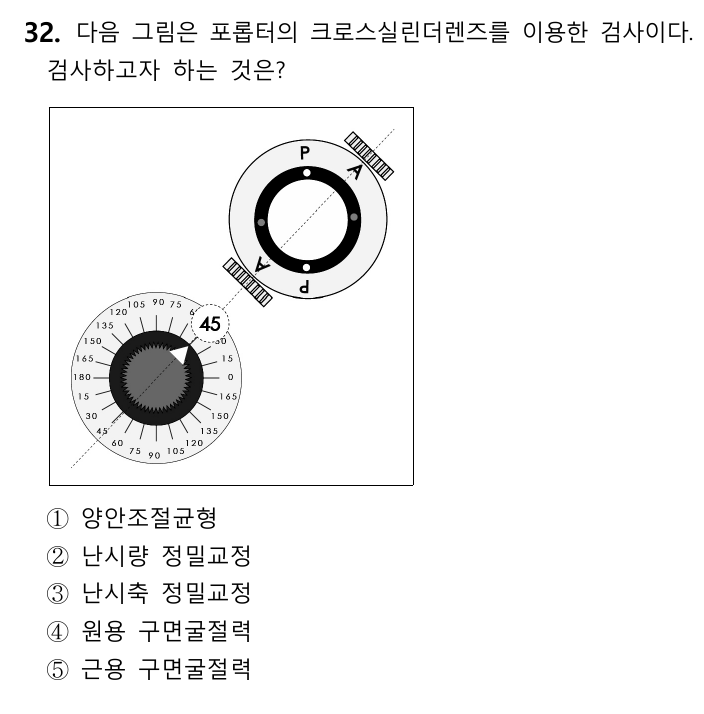 32. 다음 그림은 포롭터의 크로스실린더렌즈를 이용한 검사이다.
검사하고자 하는 것은?
P
A
A
P
45
105 90 75
120
135
150
165
180
15
30
45
60
75
90
105
120
135
150
165
0
15
① 양안조절균형
② 난시량 정밀교정
③ 난시축 정밀교정
④ 원용 구면굴절력
⑤ 근용 구면굴절력